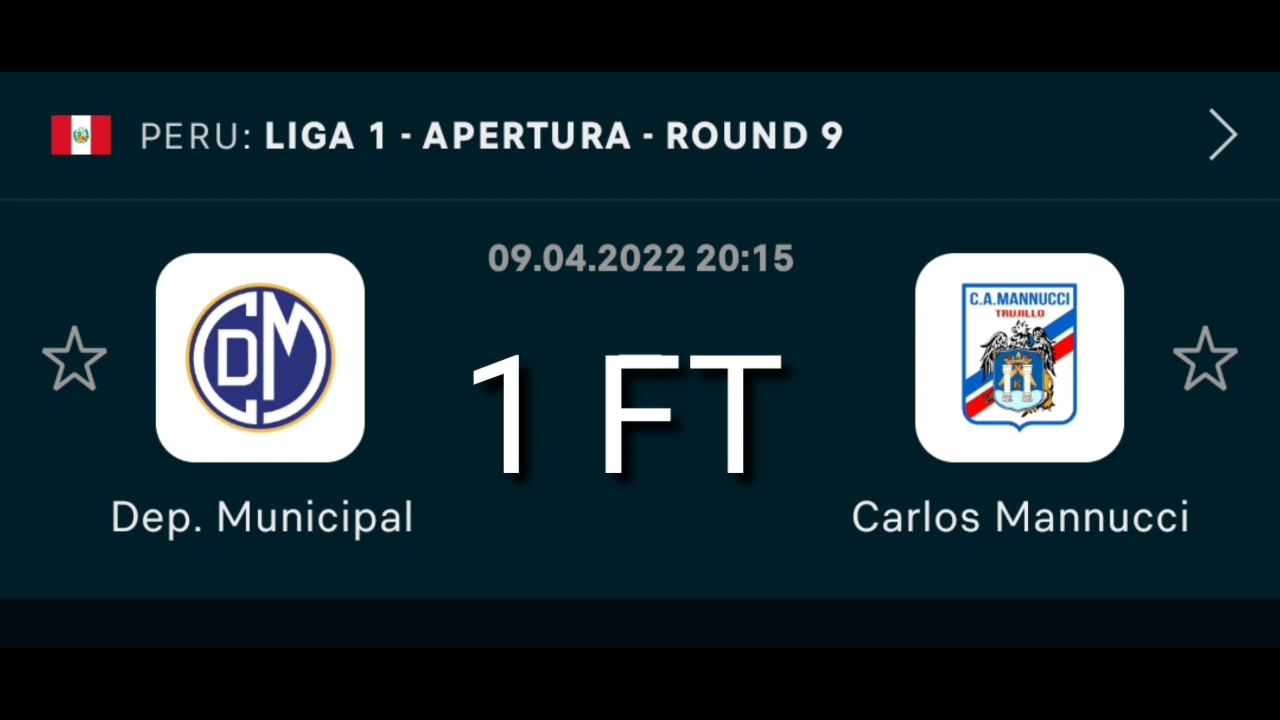 PERU: LIGA 1 - APERTURA - ROUND 9
09.04.2022 20:15
CDM
C.A.MANNUCCI
TRUJILLO
1 FT
Dep. Municipal
Carlos Mannucci